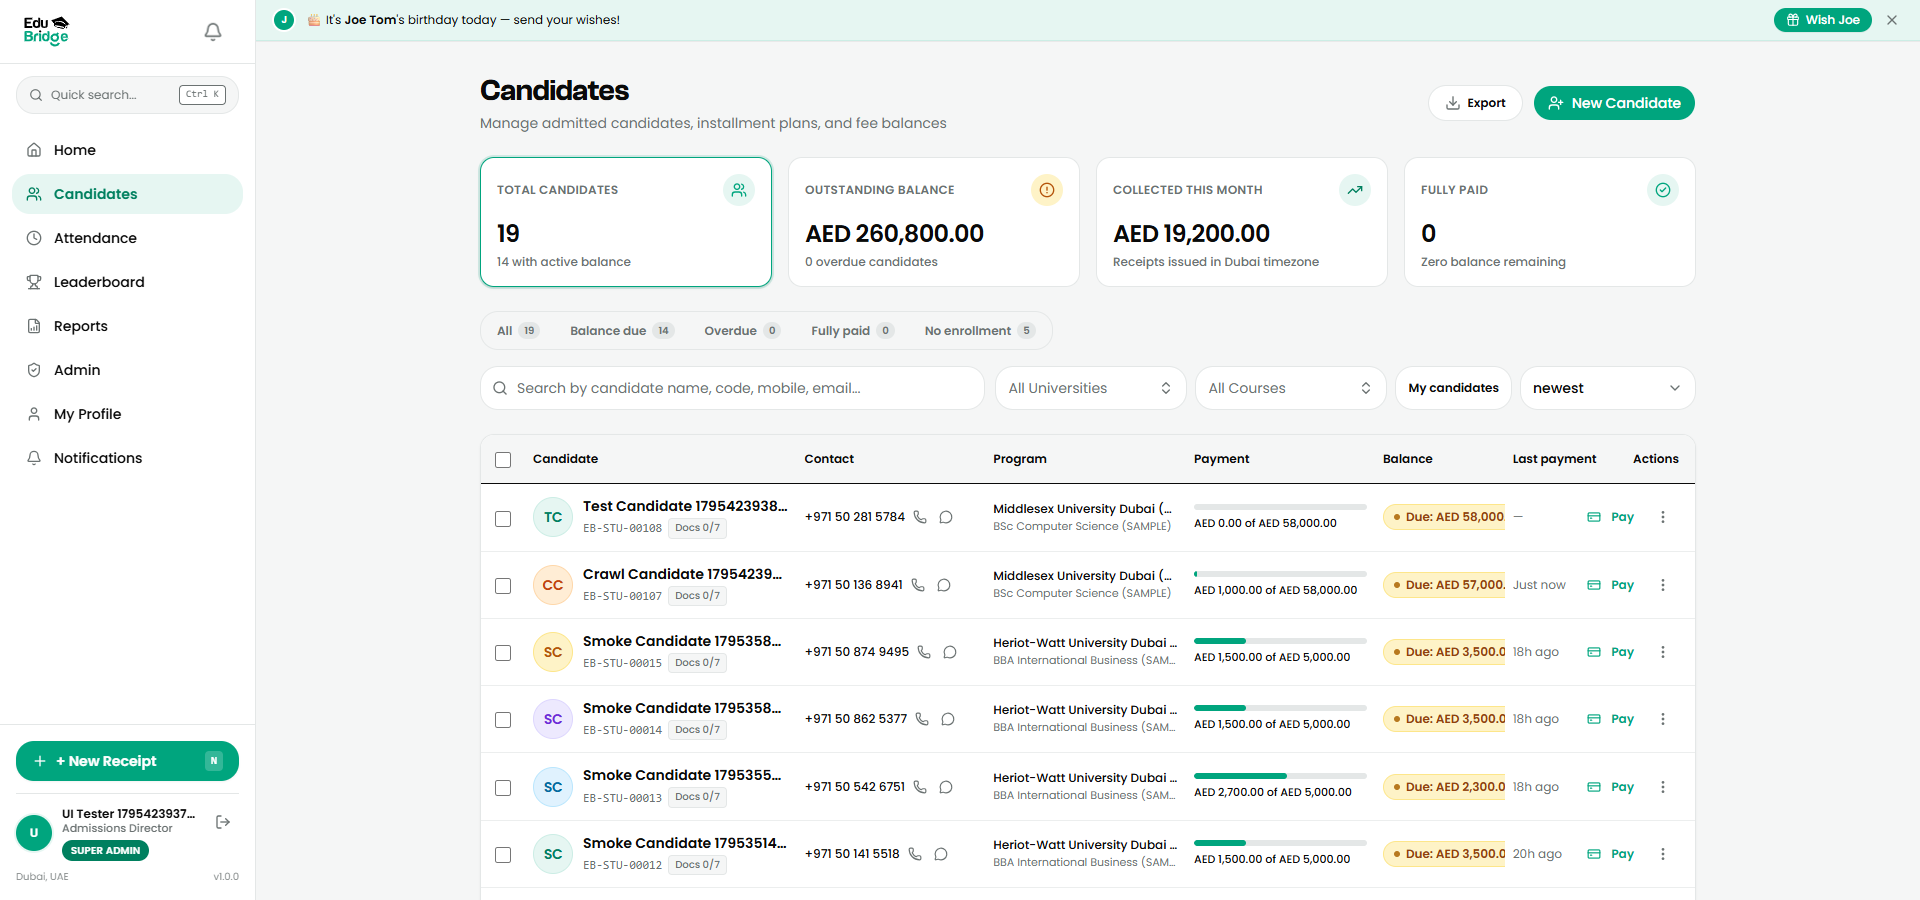 Edu
Bridge
J 🎂 It's Joe Tom's birthday today — send your wishes!
Wish Joe
Quick search...
Ctrl K
Home
Candidates
Attendance
Leaderboard
Reports
Admin
My Profile
Notifications
+ New Receipt N
U
UI Tester 1795423937...
Admissions Director
SUPER ADMIN
Dubai, UAE v1.0.0
Candidates
Manage admitted candidates, installment plans, and fee balances
Export
New Candidate
TOTAL CANDIDATES
19
14 with active balance
OUTSTANDING BALANCE
AED 260,800.00
0 overdue candidates
COLLECTED THIS MONTH
AED 19,200.00
Receipts issued in Dubai timezone
FULLY PAID
0
Zero balance remaining
All 19 Balance due 14 Overdue 0 Fully paid 0 No enrollment 5
Search by candidate name, code, mobile, email...
All Universities
All Courses
My candidates
newest
Candidate Contact Program Payment Balance Last payment Actions
TC Test Candidate 1795423938...
EB-STU-00108 Docs 0/7
+971 50 281 5784
Middlesex University Dubai (...
BSc Computer Science (SAMPLE)
AED 0.00 of AED 58,000.00
Due: AED 58,000.
—
Pay
CC Crawl Candidate 17954239...
EB-STU-00107 Docs 0/7
+971 50 136 8941
Middlesex University Dubai (...
BSc Computer Science (SAMPLE)
AED 1,000.00 of AED 58,000.00
Due: AED 57,000.
Just now
Pay
SC Smoke Candidate 1795358...
EB-STU-00015 Docs 0/7
+971 50 874 9495
Heriot-Watt University Dubai ...
BBA International Business (SAM...
AED 1,500.00 of AED 5,000.00
Due: AED 3,500.0
18h ago
Pay
SC Smoke Candidate 1795358...
EB-STU-00014 Docs 0/7
+971 50 862 5377
Heriot-Watt University Dubai ...
BBA International Business (SAM...
AED 1,500.00 of AED 5,000.00
Due: AED 3,500.0
18h ago
Pay
SC Smoke Candidate 1795355...
EB-STU-00013 Docs 0/7
+971 50 542 6751
Heriot-Watt University Dubai ...
BBA International Business (SAM...
AED 2,700.00 of AED 5,000.00
Due: AED 2,300.0
18h ago
Pay
SC Smoke Candidate 17953514...
EB-STU-00012 Docs 0/7
+971 50 141 5518
Heriot-Watt University Dubai ...
BBA International Business (SAM...
AED 1,500.00 of AED 5,000.00
Due: AED 3,500.0
20h ago
Pay